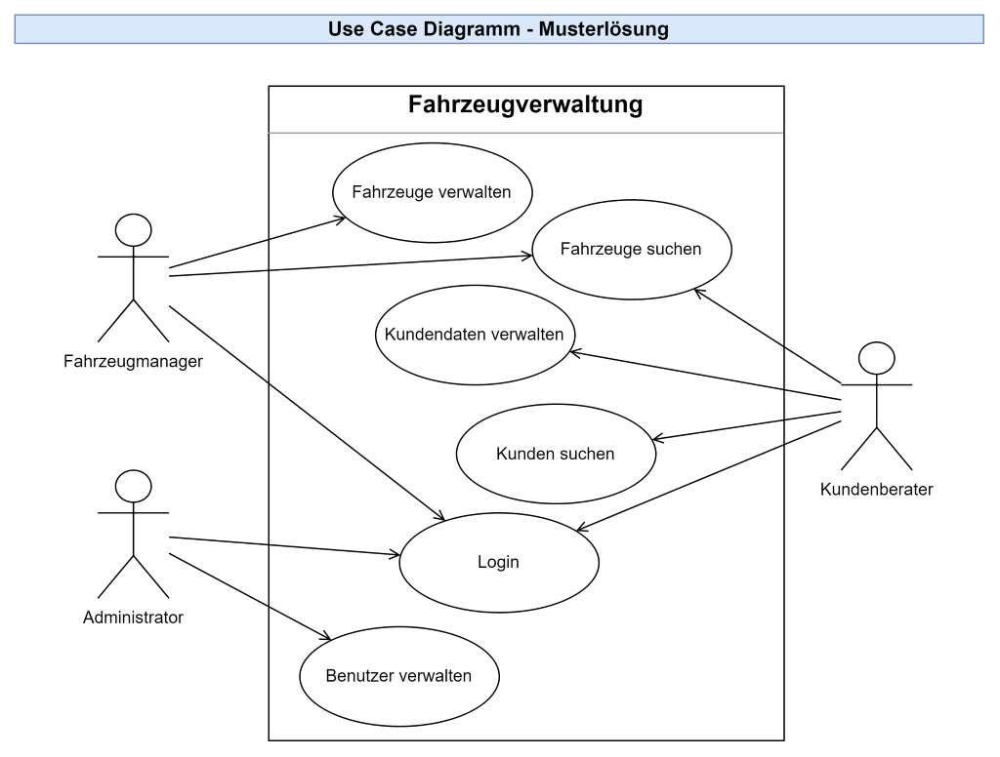 Use Case Diagramm - Musterlösung
Fahrzeugverwaltung
Fahrzeuge verwalten
Fahrzeuge suchen
Kundendaten verwalten
Fahrzeugmanager
Kunden suchen
Kundenberater
Login
Administrator
Benutzer verwalten